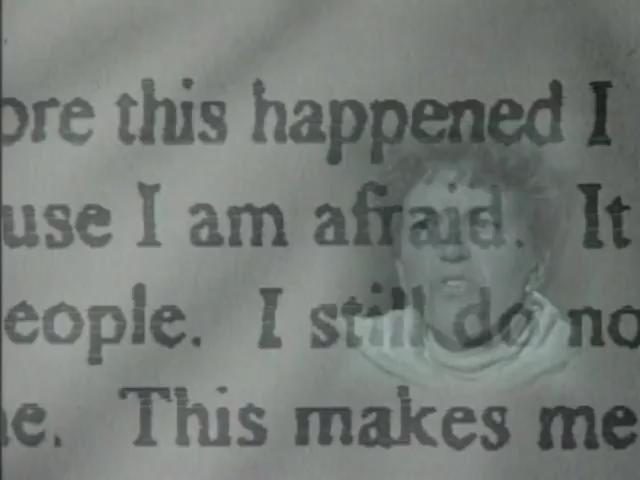 ore this happened I
use I am afraid. It
eople. I still do no
e. This makes me